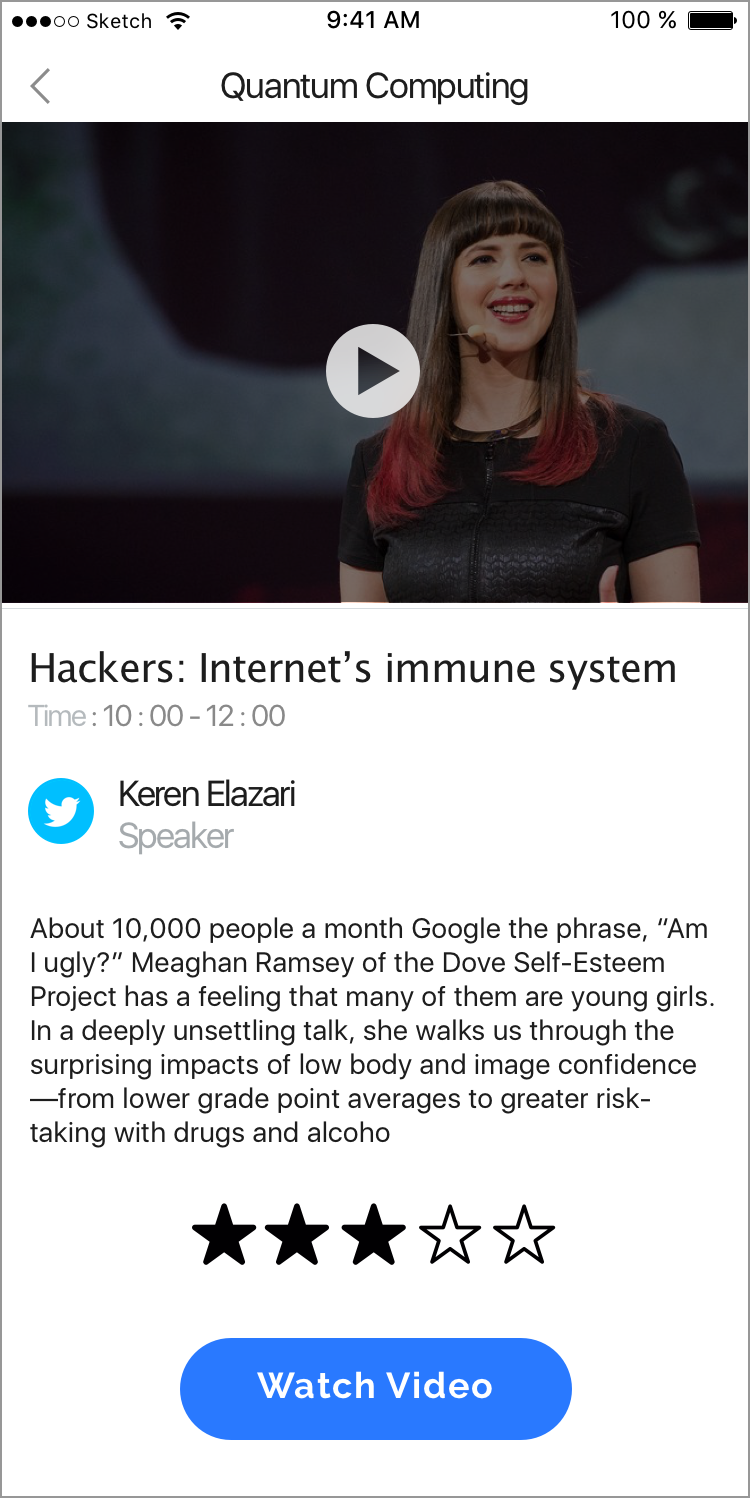 ●●●○○ Sketch 9:41 AM 100 %
Quantum Computing
Hackers: Internet’s immune system
Time : 10 : 00 - 12 : 00
Keren Elazari
Speaker
About 10,000 people a month Google the phrase, “Am
I ugly?” Meaghan Ramsey of the Dove Self-Esteem
Project has a feeling that many of them are young girls.
In a deeply unsettling talk, she walks us through the
surprising impacts of low body and image confidence
—from lower grade point averages to greater risk-
taking with drugs and alcoho
Watch Video